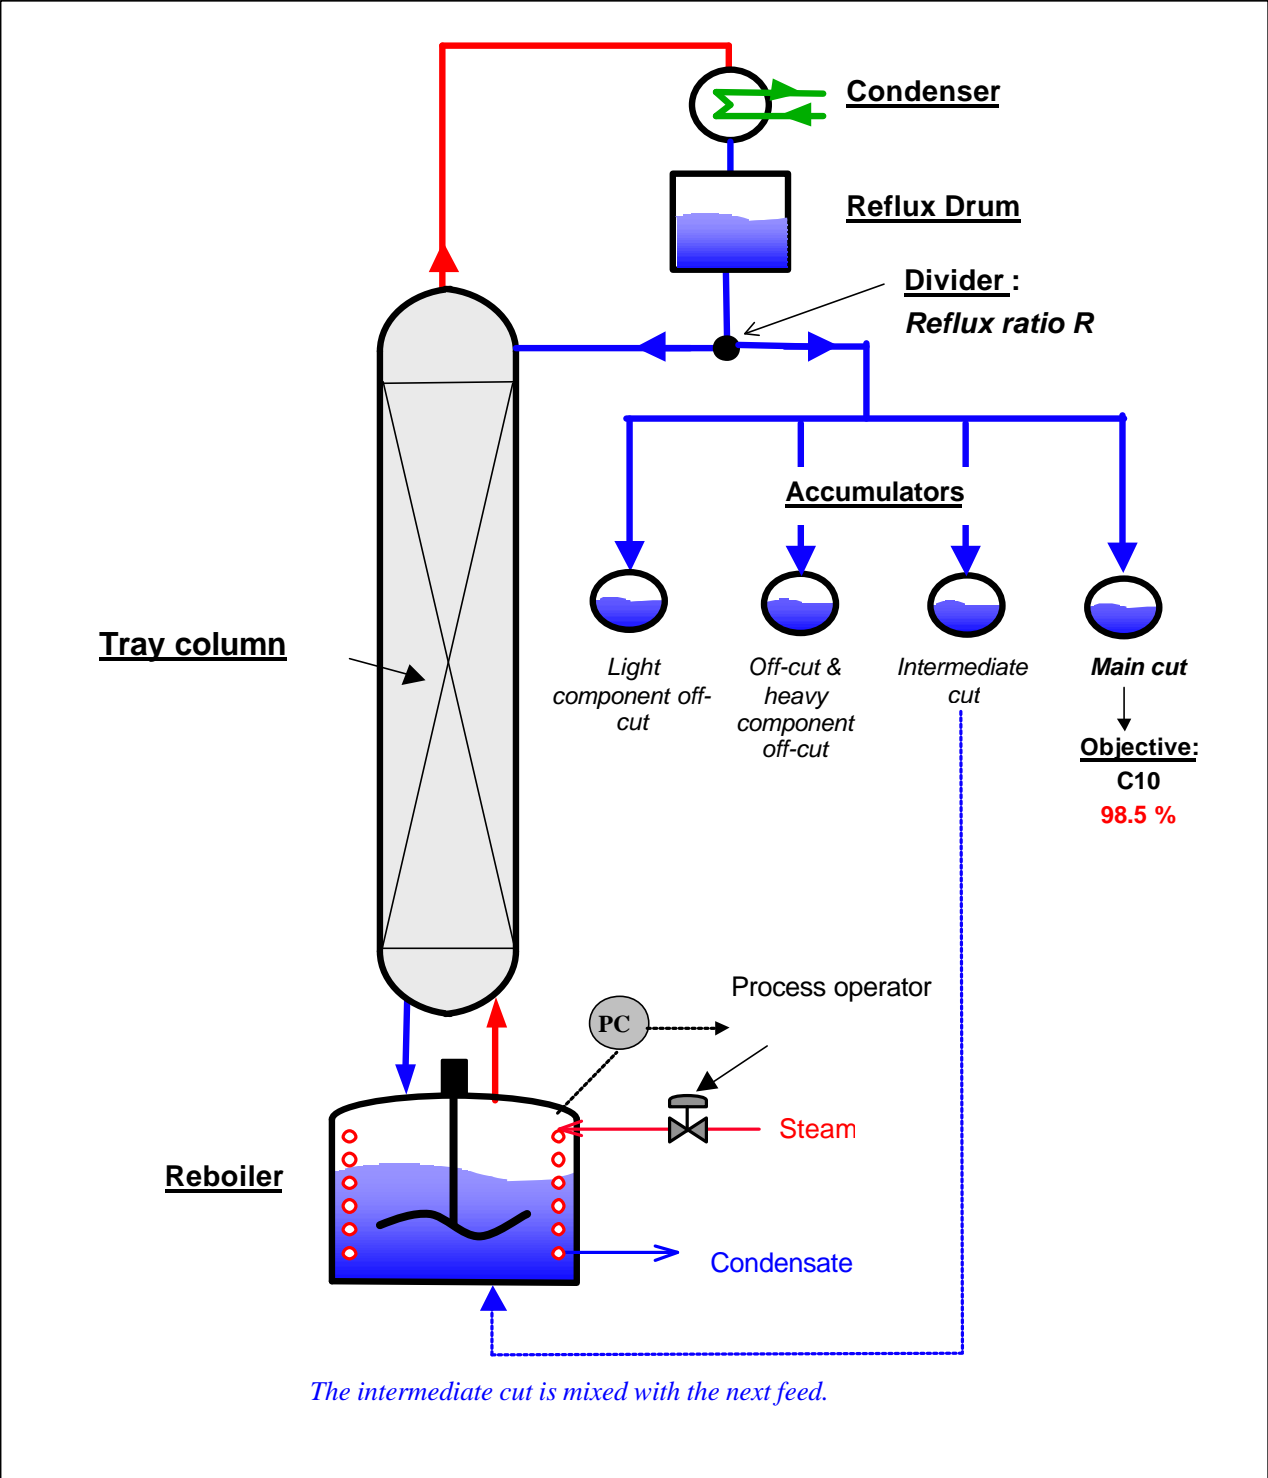 Condenser
Reflux Drum
Divider :
Reflux ratio R
Accumulators
Tray column
Light
component off-
cut
Off-cut &
heavy
component
off-cut
Intermediate
cut
Main cut
Objective:
C10
98.5 %
Process operator
PC
Steam
Reboiler
Condensate
The intermediate cut is mixed with the next feed.